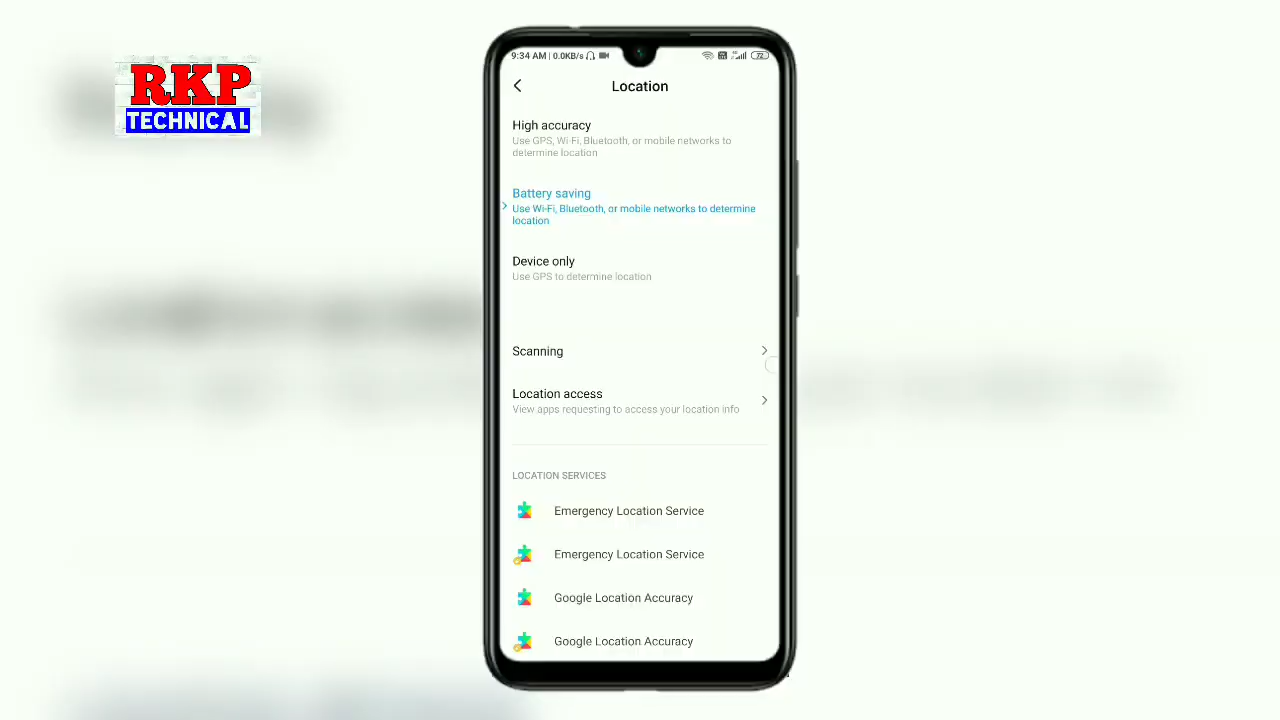 RKP
TECHNICAL
9:34 AM | 0.0KB/s
72
Location
High accuracy
Use GPS, Wi-Fi, Bluetooth, or mobile networks to
determine location
Battery saving
Use Wi-Fi, Bluetooth, or mobile networks to determine
location
Device only
Use GPS to determine location
Scanning
Location access
View apps requesting to access your location info
LOCATION SERVICES
Emergency Location Service
Emergency Location Service
Google Location Accuracy
Google Location Accuracy